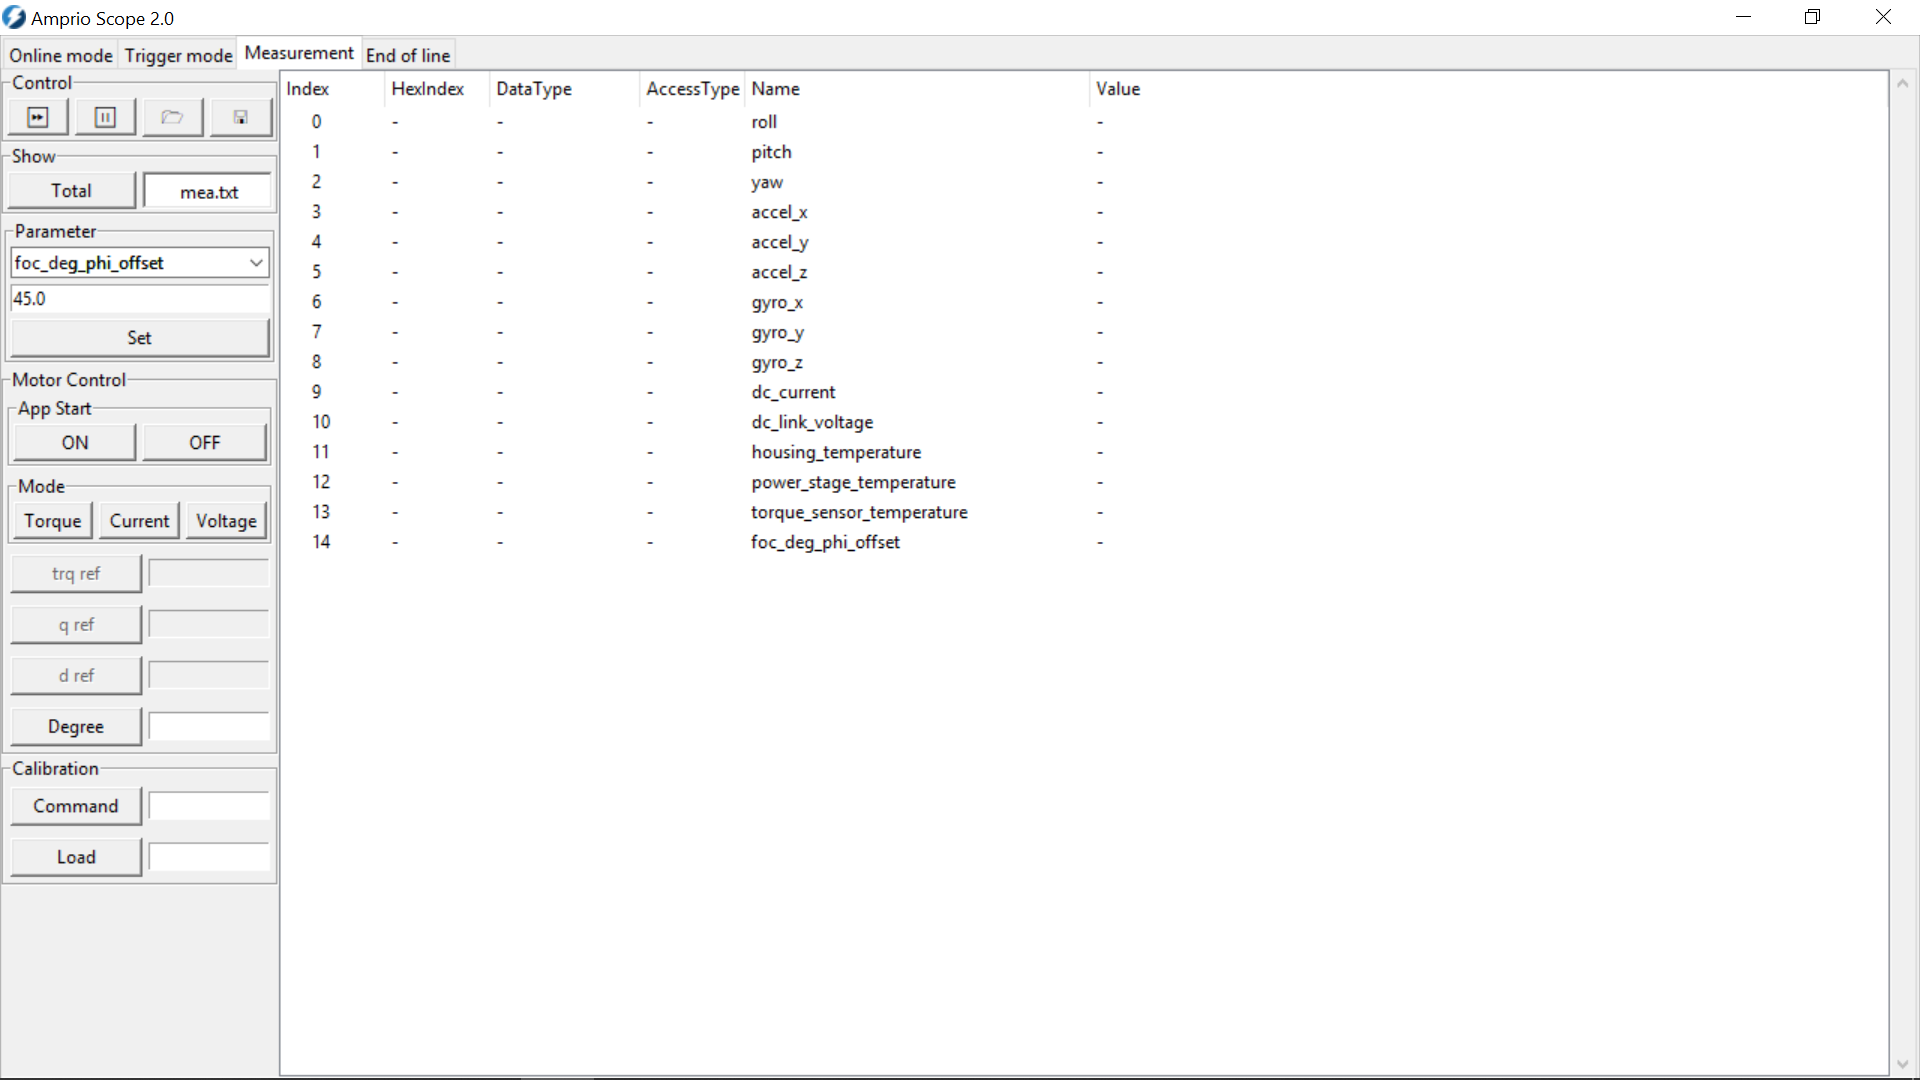 Amprio Scope 2.0
Online mode Trigger mode Measurement End of line
Control
Show
Total mea.txt
Parameter
foc_deg_phi_offset
45.0
Set
Motor Control
App Start
ON OFF
Mode
Torque Current Voltage
trq ref
q ref
d ref
Degree
Calibration
Command
Load
Index HexIndex DataType AccessType Name Value
0 - - - roll -
1 - - - pitch -
2 - - - yaw -
3 - - - accel_x -
4 - - - accel_y -
5 - - - accel_z -
6 - - - gyro_x -
7 - - - gyro_y -
8 - - - gyro_z -
9 - - - dc_current -
10 - - - dc_link_voltage -
11 - - - housing_temperature -
12 - - - power_stage_temperature -
13 - - - torque_sensor_temperature -
14 - - - foc_deg_phi_offset -